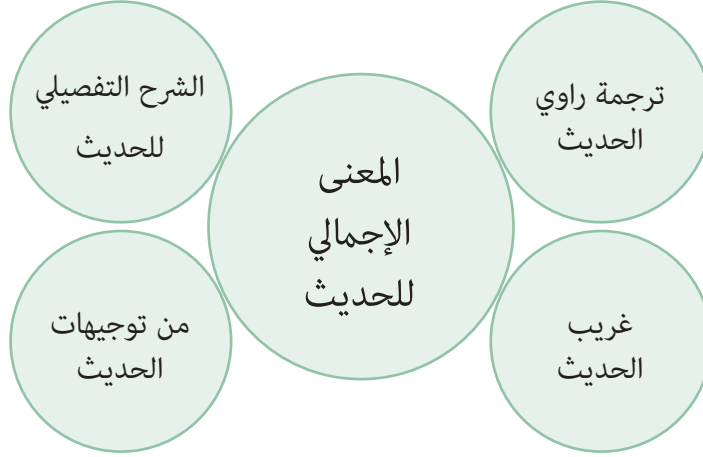 ترجمة راوي
الحديث
الشرح التفصيلي
للحديث
المعنى
الإجمالي
للحديث
غريب
الحديث
من توجيهات
الحديث